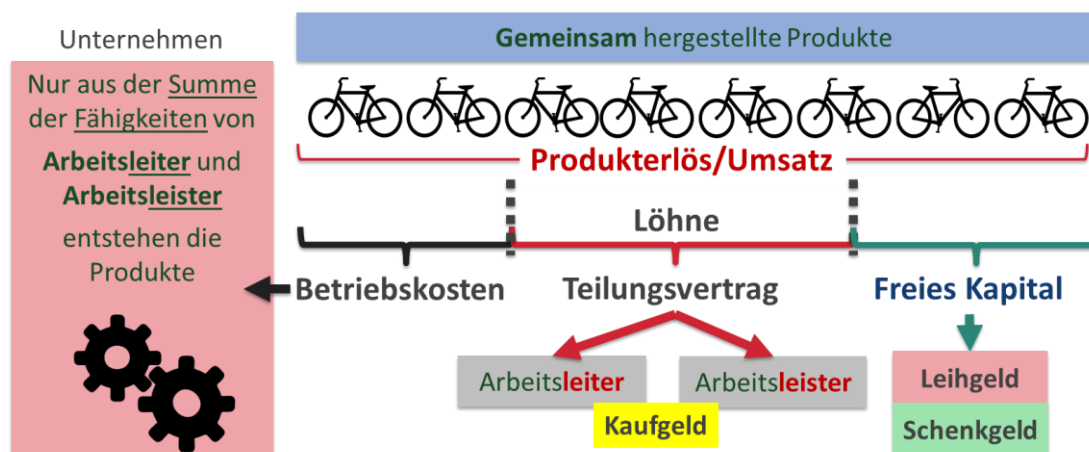 Unternehmen
Nur aus der Summe
der Fähigkeiten von
Arbeitsleiter und
Arbeitsleister
entstehen die
Produkte
Gemeinsam hergestellte Produkte
Produkterlös/Umsatz
Löhne
Betriebskosten
Teilungsvertrag
Freies Kapital
Arbeitsleiter
Arbeitsleister
Kaufgeld
Leihgeld
Schenkgeld